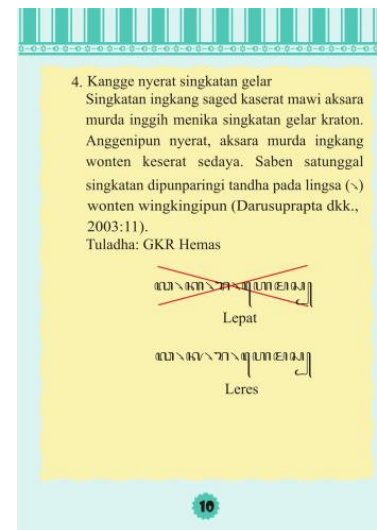 4. Kangge nyerat singkatan gelar
Singkatan ingkang saged kaserat mawi aksara
murda inggih menika singkatan gelar kraton.
Anggenipun nyerat, aksara murda ingkang
wonten keserat sedaya. Saben satunggal
singkatan dipunparingi tandha pada lingsa (꧈)
wonten wingkingipun (Darusuprapta dkk.,
2003:11).
Tuladha: GKR Hemas
Lepat
Leres
10